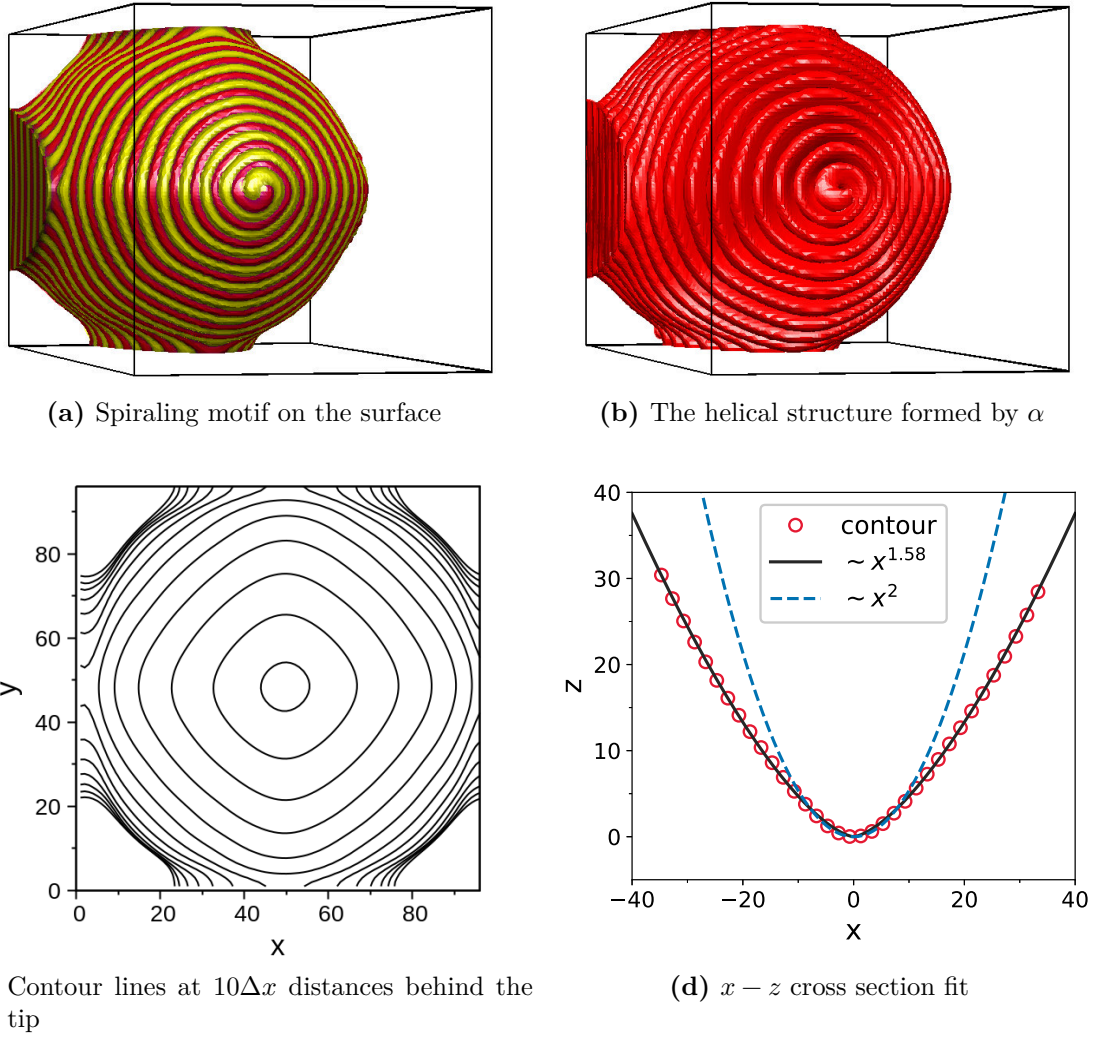 (a) Spiraling motif on the surface
(b) The helical structure formed by α
y
80
60
40
20
0
0 20 40 60 80
x
Contour lines at 10Δx distances behind the
tip
z
40
30
20
10
0
−40 −20 0 20 40
x
contour
~ x^1.58
~ x^2
(d) x − z cross section fit